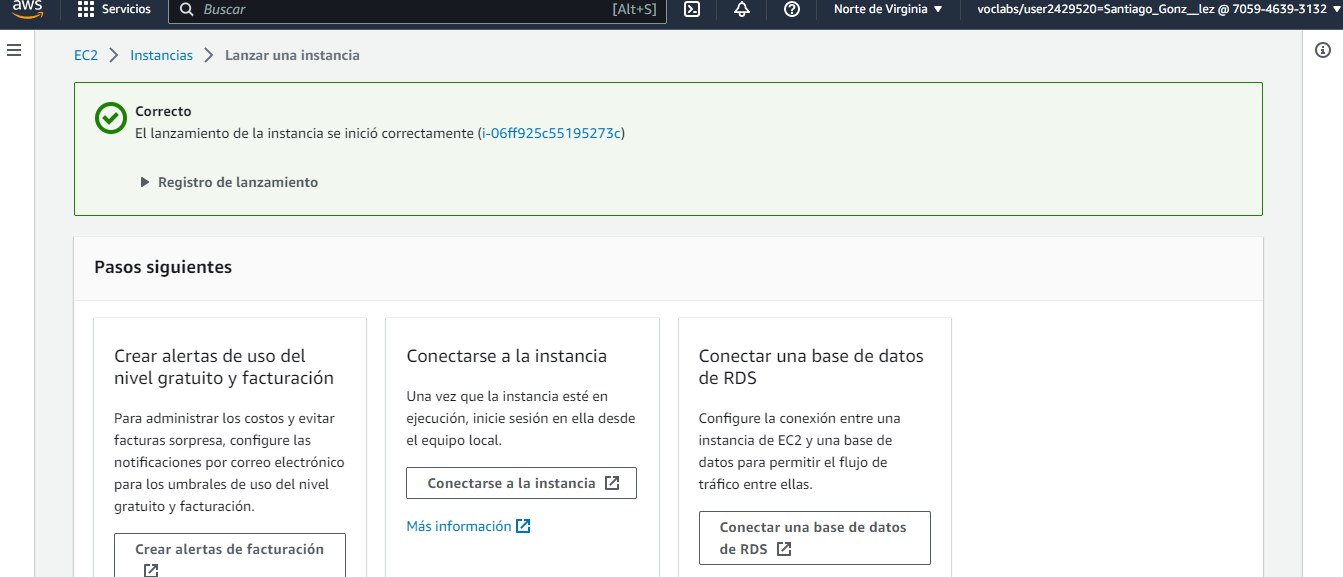 aws
Servicios
Buscar
[Alt+S]
Norte de Virginia
voclabs/user2429520=Santiago_Gonz__lez @ 7059-4639-3132
EC2 > Instancias > Lanzar una instancia
Correcto
El lanzamiento de la instancia se inició correctamente (i-06ff925c55195273c)
Registro de lanzamiento
Pasos siguientes
Crear alertas de uso del
nivel gratuito y facturación
Para administrar los costos y evitar
facturas sorpresa, configure las
notificaciones por correo electrónico
para los umbrales de uso del nivel
gratuito y facturación.
Crear alertas de facturación
Conectarse a la instancia
Una vez que la instancia esté en
ejecución, inicie sesión en ella desde
el equipo local.
Conectarse a la instancia
Más información
Conectar una base de datos
de RDS
Configure la conexión entre una
instancia de EC2 y una base de
datos para permitir el flujo de
tráfico entre ellas.
Conectar una base de datos
de RDS